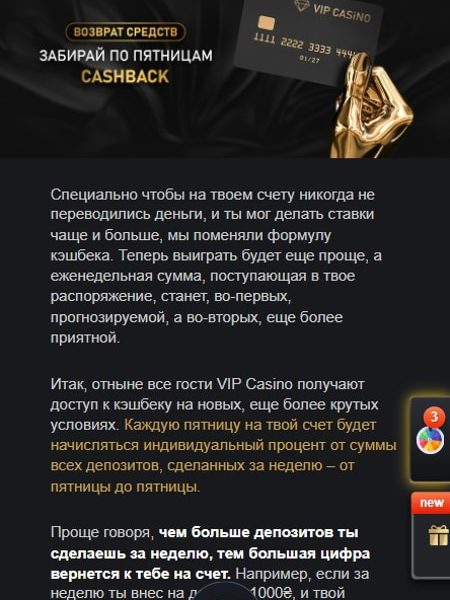 ВОЗВРАТ СРЕДСТВ
ЗАБИРАЙ ПО ПЯТНИЦАМ
CASHBACK
VIP CASINO
1111 2222 3333 4444
01/27
Специально чтобы на твоем счету никогда не
переводились деньги, и ты мог делать ставки
чаще и больше, мы поменяли формулу
кэшбека. Теперь выиграть будет еще проще, а
еженедельная сумма, поступающая в твое
распоряжение, станет, во-первых,
прогнозируемой, а во-вторых, еще более
приятной.
Итак, отныне все гости VIP Casino получают
доступ к кэшбеку на новых, еще более крутых
условиях. Каждую пятницу на твой счет будет
начисляться индивидуальный процент от суммы
всех депозитов, сделанных за неделю – от
пятницы до пятницы.
3
new
Проще говоря, чем больше депозитов ты
сделаешь за неделю, тем большая цифра
вернется к тебе на счет. Например, если за
неделю ты внес на 1000₴, и твой